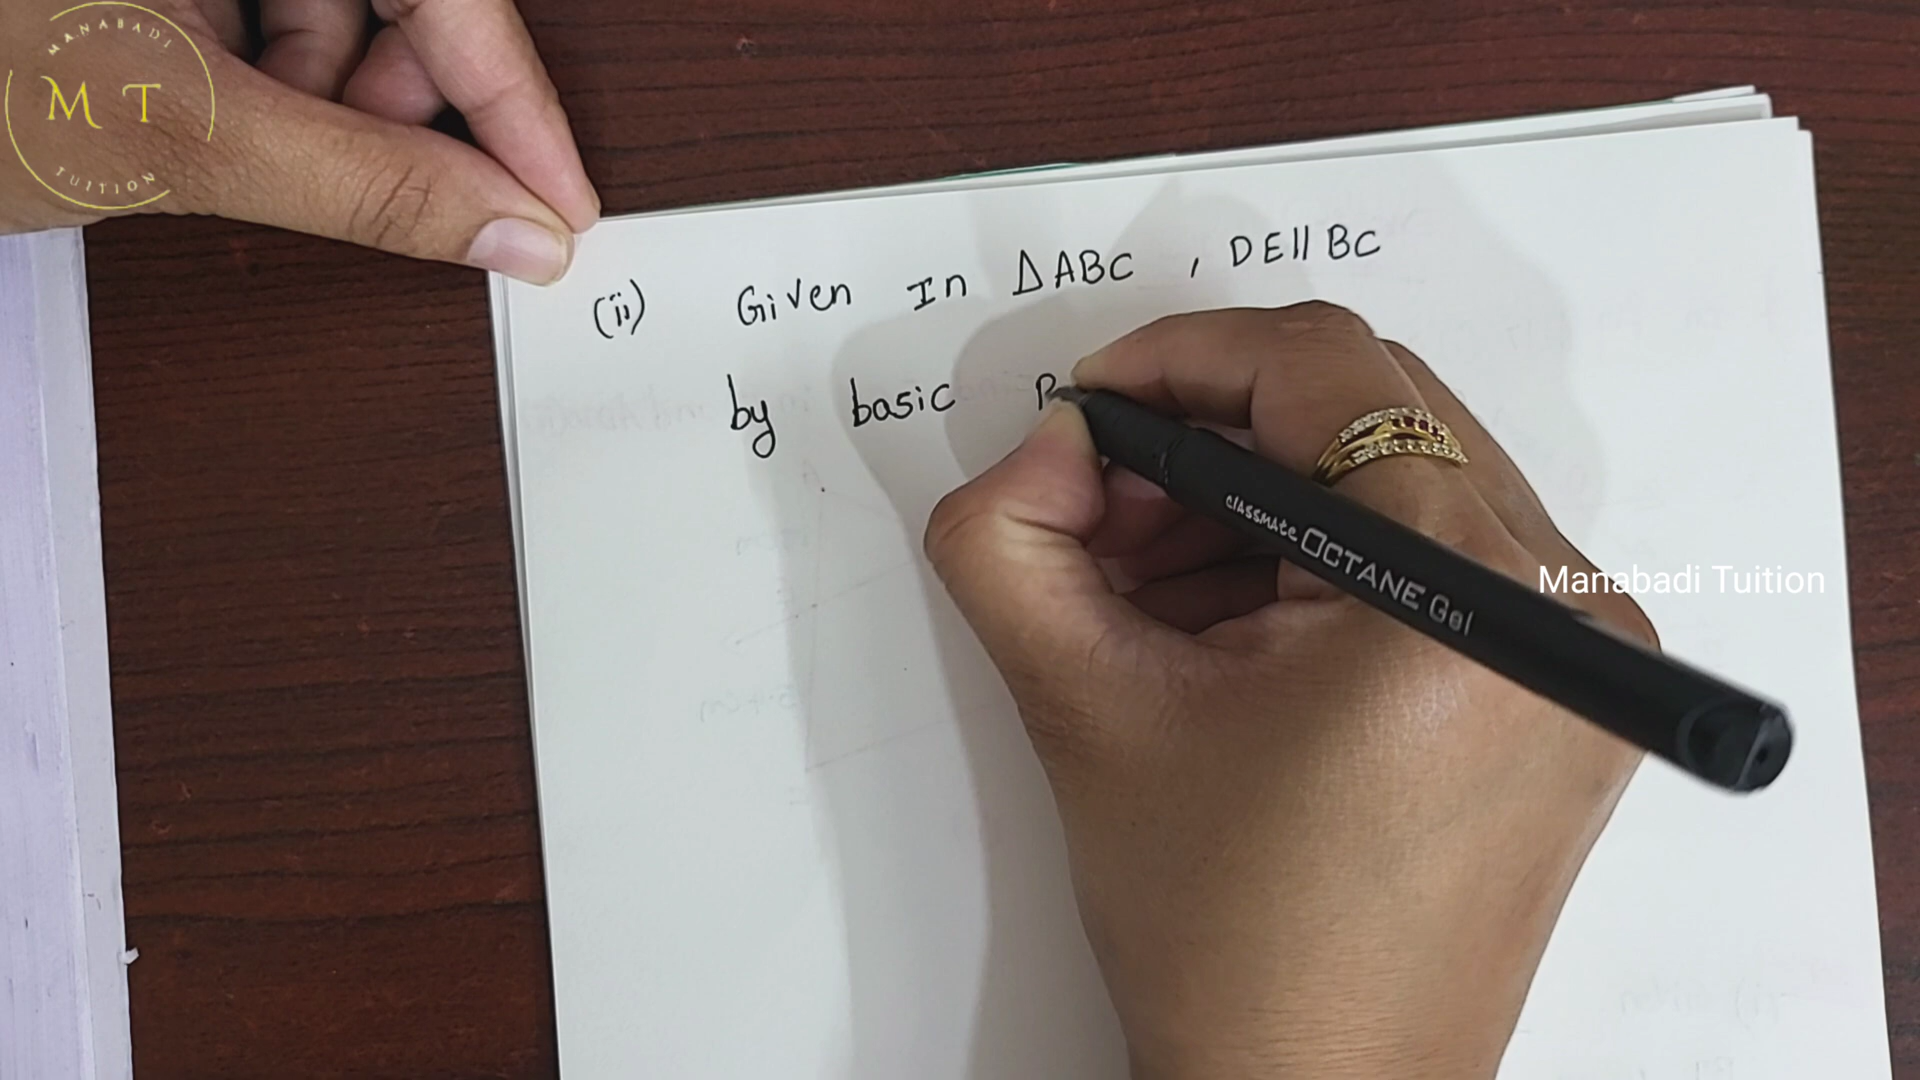 MANABADI
M T
TUITION
(ii) Given In ΔABC , DE||BC
by basic P
classmate OCTANE Gel
Manabadi Tuition